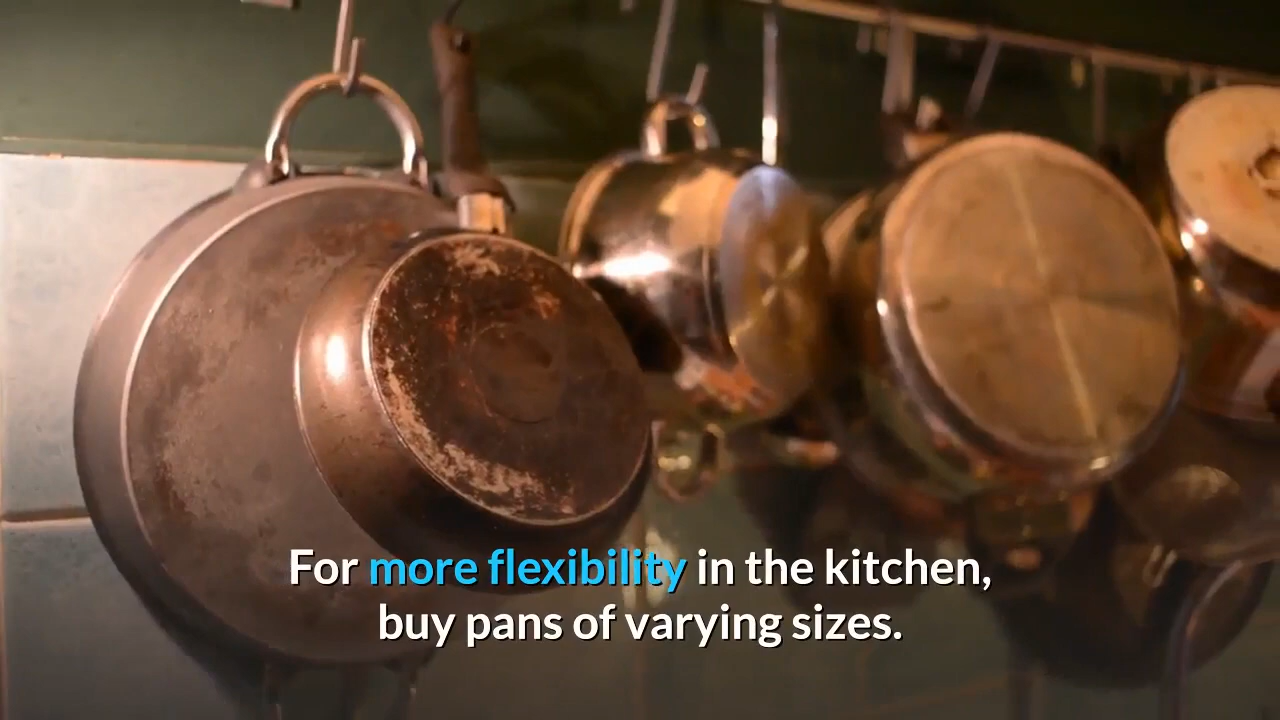 For more flexibility in the kitchen,
buy pans of varying sizes.